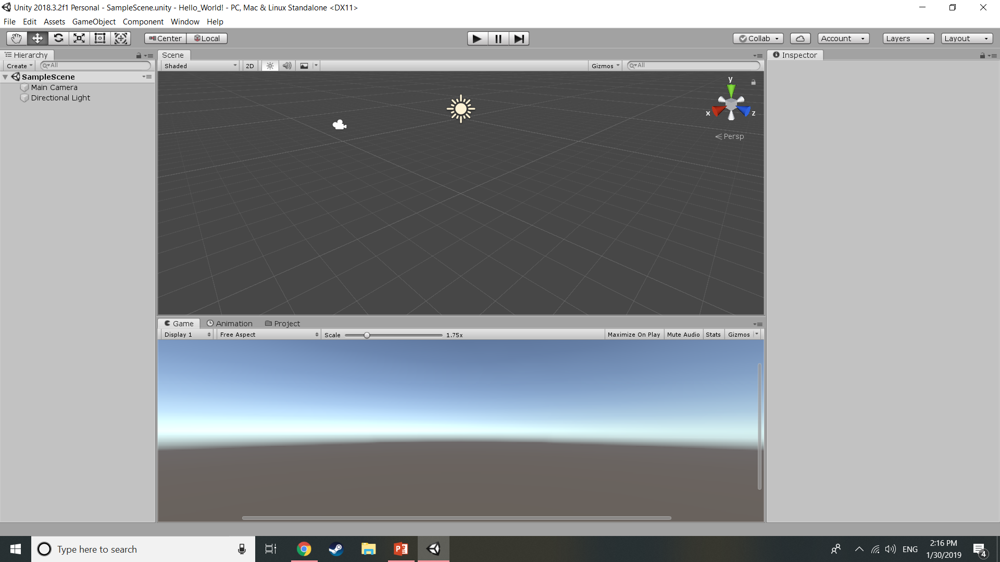 Unity 2018.3.2f1 Personal - SampleScene.unity - Hello_World! - PC, Mac & Linux Standalone <DX11>
File Edit Assets GameObject Component Window Help
Center Local Collab Account Layers Layout
Hierarchy
Create All
SampleScene
Main Camera
Directional Light
Scene
Shaded 2D Gizmos All
y
x z
Persp
Inspector
Game Animation Project
Display 1 Free Aspect Scale 1.75x Maximize On Play Mute Audio Stats Gizmos
Type here to search
ENG
2:16 PM
1/30/2019
4